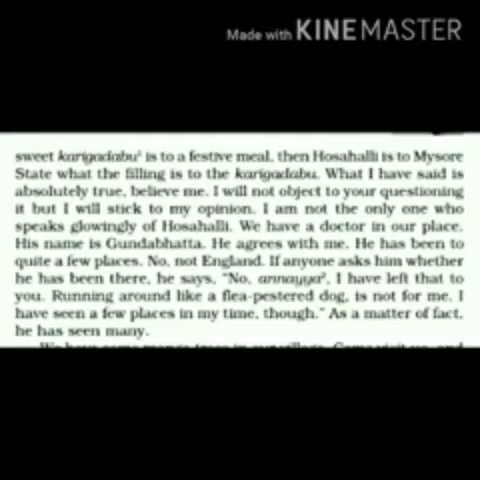 Made with KINEMASTER
sweet karigadabu¹ is to a festive meal, then Hosahalli is to Mysore
State what the filling is to the karigadabu. What I have said is
absolutely true, believe me. I will not object to your questioning
it but I will stick to my opinion. I am not the only one who
speaks glowingly of Hosahalli. We have a doctor in our place.
His name is Gundabhatta. He agrees with me. He has been to
quite a few places. No, not England. If anyone asks him whether
he has been there, he says, “No, annayya², I have left that to
you. Running around like a flea-pestered dog, is not for me. I
have seen a few places in my time, though.” As a matter of fact,
he has seen many.